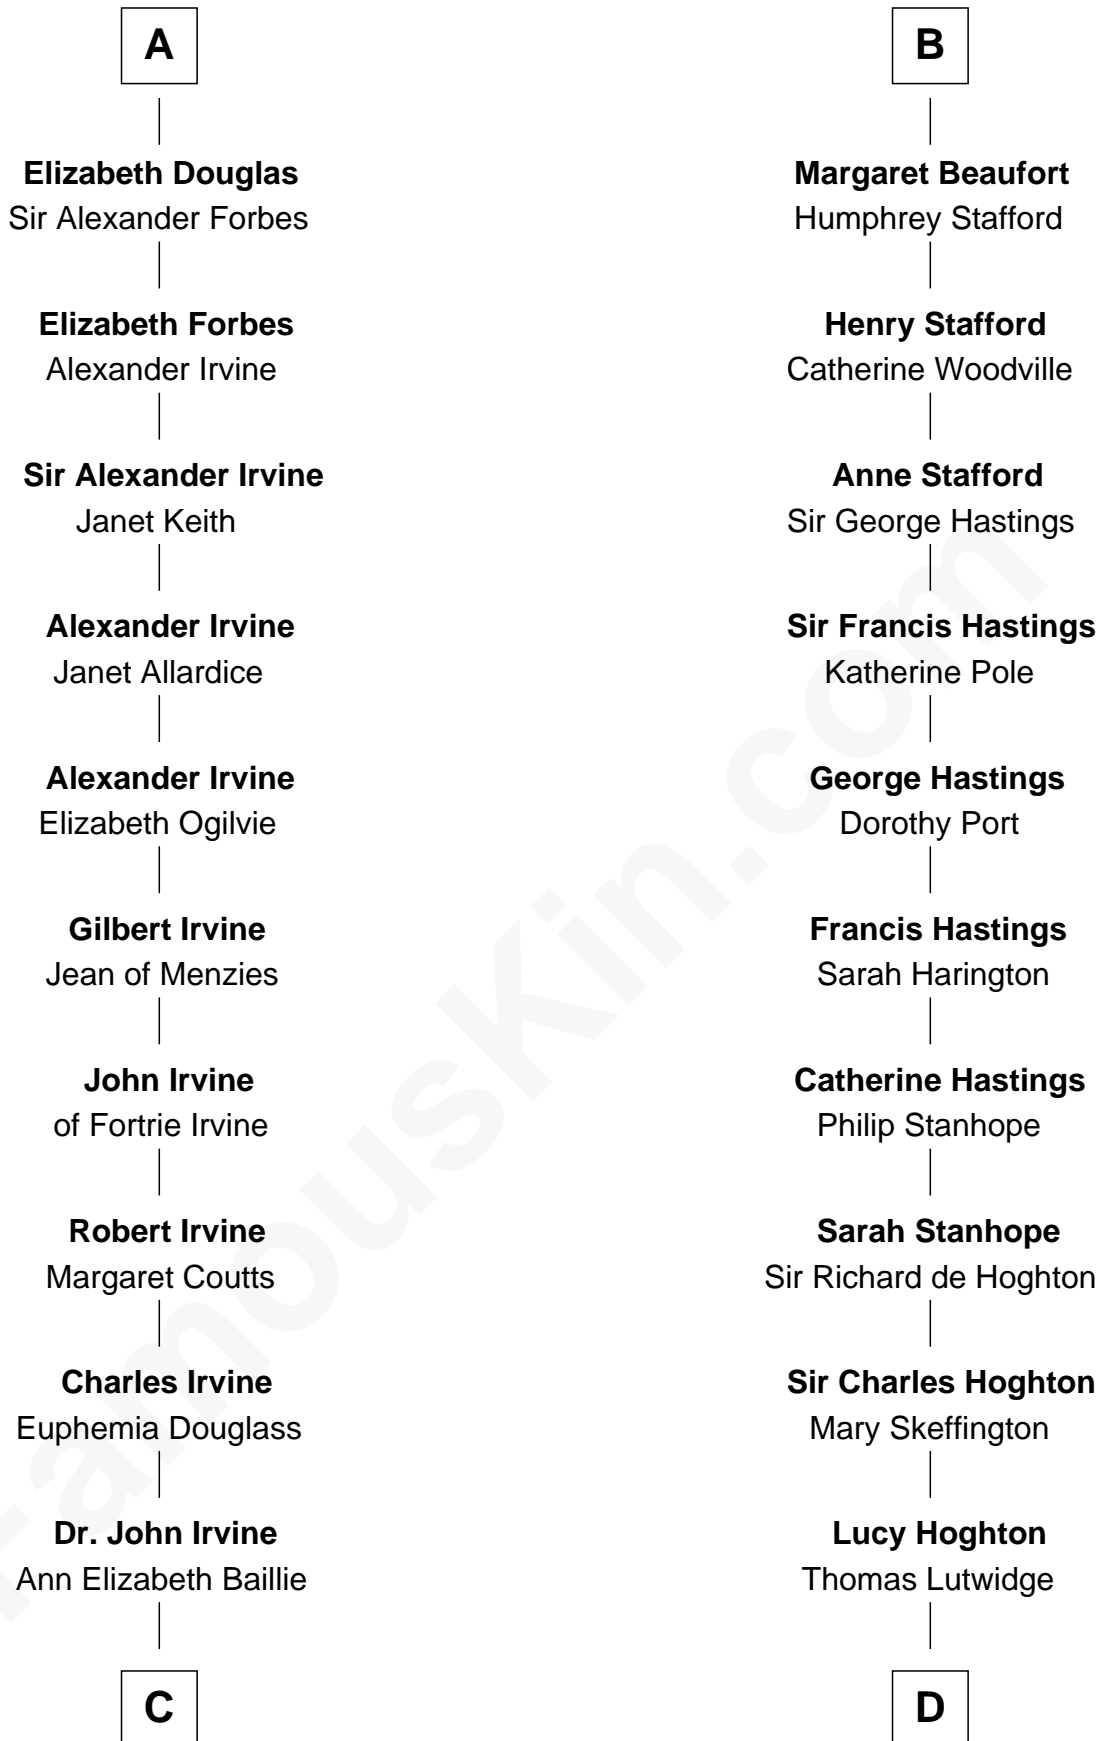 A
Elizabeth Douglas
Sir Alexander Forbes
Elizabeth Forbes
Alexander Irvine
Sir Alexander Irvine
Janet Keith
Alexander Irvine
Janet Allardice
Alexander Irvine
Elizabeth Ogilvie
Gilbert Irvine
Jean of Menzies
John Irvine
of Fortrie Irvine
Robert Irvine
Margaret Coutts
Charles Irvine
Euphemia Douglass
Dr. John Irvine
Ann Elizabeth Baillie
C
B
Margaret Beaufort
Humphrey Stafford
Henry Stafford
Catherine Woodville
Anne Stafford
Sir George Hastings
Sir Francis Hastings
Katherine Pole
George Hastings
Dorothy Port
Francis Hastings
Sarah Harington
Catherine Hastings
Philip Stanhope
Sarah Stanhope
Sir Richard de Hoghton
Sir Charles Hoghton
Mary Skeffington
Lucy Hoghton
Thomas Lutwidge
D
FamousKin.com